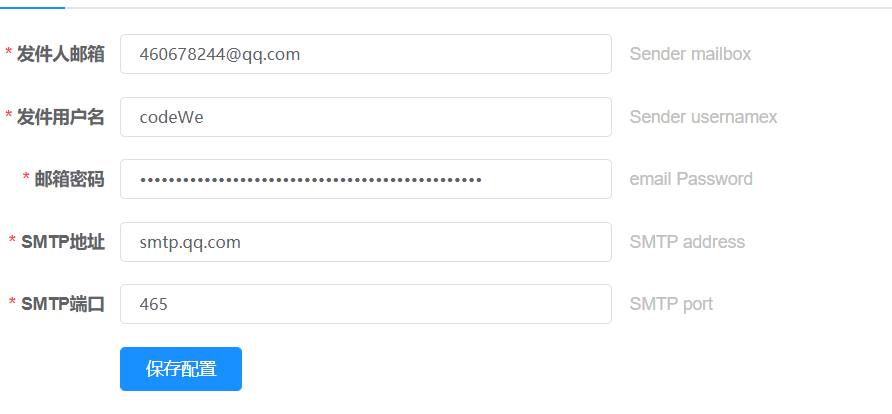 * 发件人邮箱 460678244@qq.com Sender mailbox
* 发件用户名 codeWe Sender usernamex
* 邮箱密码 •••••••••••••••••••••••••••••••••••••••••••••••• email Password
* SMTP地址 smtp.qq.com SMTP address
* SMTP端口 465 SMTP port
保存配置